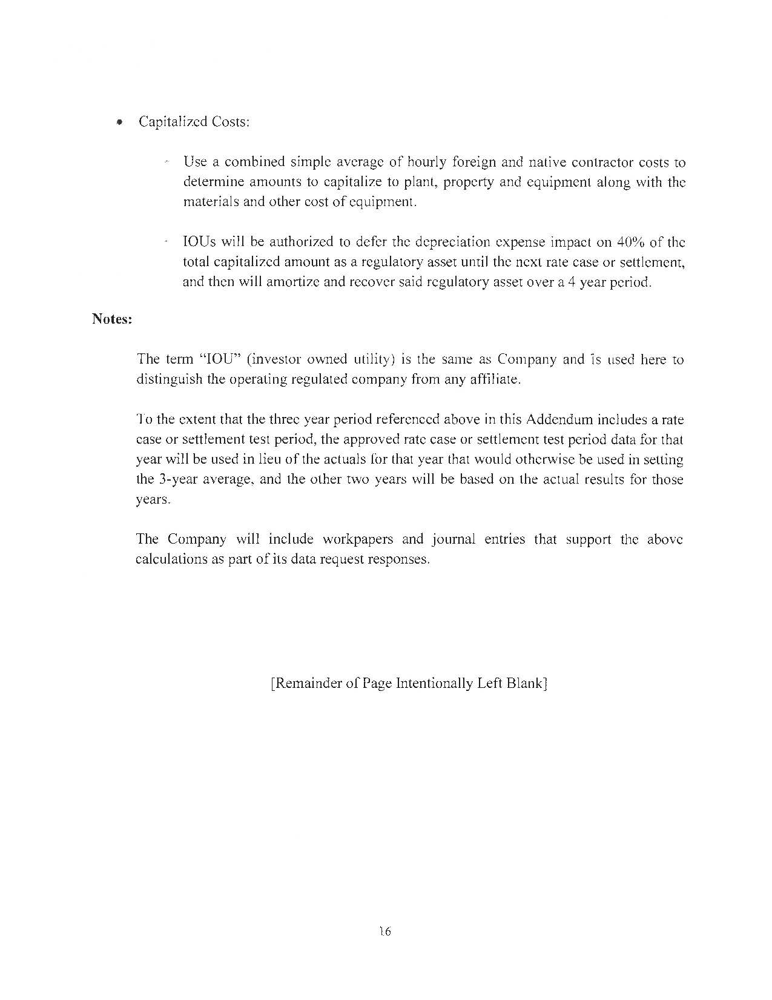 • Capitalized Costs:
- Use a combined simple average of hourly foreign and native contractor costs to
determine amounts to capitalize to plant, property and equipment along with the
materials and other cost of equipment.
- IOUs will be authorized to defer the depreciation expense impact on 40% of the
total capitalized amount as a regulatory asset until the next rate case or settlement,
and then will amortize and recover said regulatory asset over a 4 year period.
Notes:
The term “IOU” (investor owned utility) is the same as Company and is used here to
distinguish the operating regulated company from any affiliate.
To the extent that the three year period referenced above in this Addendum includes a rate
case or settlement test period, the approved rate case or settlement test period data for that
year will be used in lieu of the actuals for that year that would otherwise be used in setting
the 3-year average, and the other two years will be based on the actual results for those
years.
The Company will include workpapers and journal entries that support the above
calculations as part of its data request responses.
[Remainder of Page Intentionally Left Blank]
16